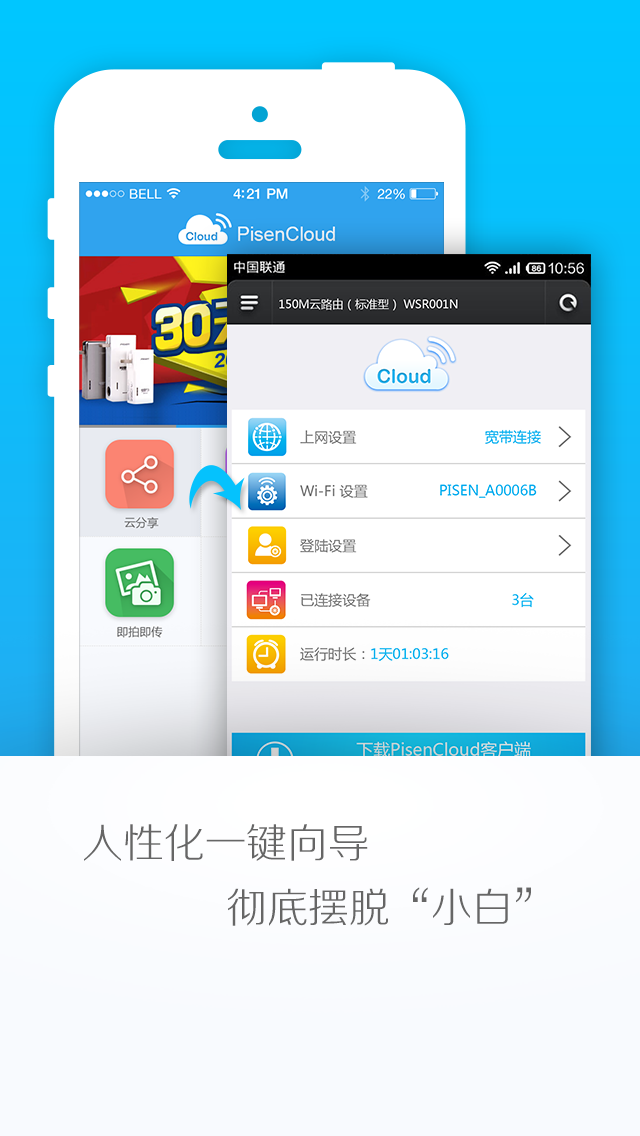 BELL 4:21 PM 22%
Cloud PisenCloud
30天
中国联通 86 10:56
150M云路由（标准型） WSR001N
Cloud
上网设置 宽带连接
Wi-Fi 设置 PISEN_A0006B
登陆设置
已连接设备 3台
运行时长：1天01:03:16
云分享
即拍即传
下载PisenCloud客户端
人性化一键向导
彻底摆脱“小白”